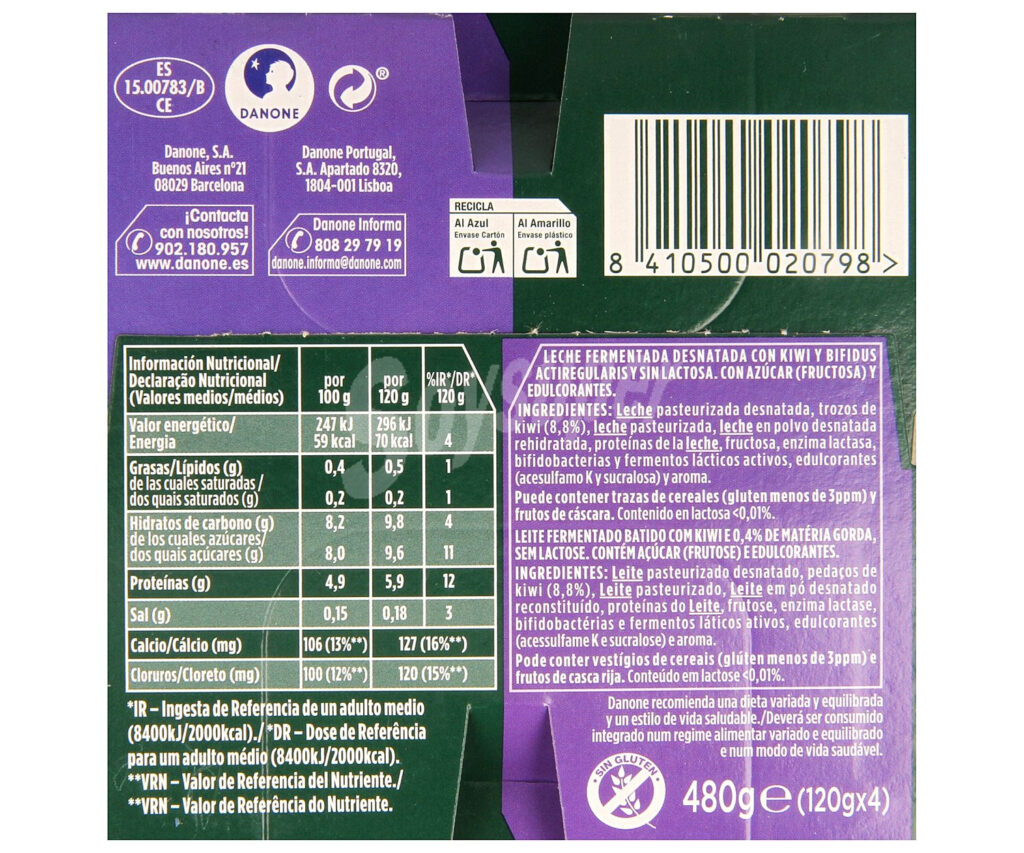 ES
15.00783/B
CE
DANONE
®
Danone, S.A.
Buenos Aires nº21
08029 Barcelona
Danone Portugal,
S.A. Apartado 8320,
1804-001 Lisboa
¡Contacta
con nosotros!
902.180.957
www.danone.es
Danone Informa
808 29 79 19
danone.informa@danone.com
RECICLA
Al Azul
Envase Cartón
Al Amarillo
Envase plástico
8 410500 020798 >
Información Nutricional/
Declaração Nutricional
(Valores medios/médios)
por
100 g
por
120 g
%IR*/DR*
120 g
Valor energético/
Energia
247 kJ
59 kcal
296 kJ
70 kcal
4
Grasas/Lípidos (g)
0,4 0,5 1
de las cuales saturadas/
dos quais saturados (g)
0,2 0,2 1
Hidratos de carbono (g)
8,2 9,8 4
de los cuales azúcares/
dos quais açúcares (g)
8,0 9,6 11
Proteínas (g) 4,9 5,9 12
Sal (g) 0,15 0,18 3
Calcio/Cálcio (mg) 106 (13%**) 127 (16%**)
Cloruros/Cloreto (mg) 100 (12%**) 120 (15%**)
*IR – Ingesta de Referencia de un adulto medio
(8400kJ/2000kcal)./ *DR – Dose de Referência
para um adulto médio (8400kJ/2000kcal).
**VRN – Valor de Referencia del Nutriente./
**VRN – Valor de Referência do Nutriente.
LECHE FERMENTADA DESNATADA CON KIWI Y BIFIDUS
ACTIREGULARIS Y SIN LACTOSA. CON AZÚCAR (FRUCTOSA) Y
EDULCORANTES.
INGREDIENTES: Leche pasteurizada desnatada, trozos de
kiwi (8,8%), leche pasteurizada, leche en polvo desnatada
rehidratada, proteínas de la leche, fructosa, enzima lactasa,
bifidobacterias y fermentos lácticos activos, edulcorantes
(acesulfamo K y sucralosa) y aroma.
Puede contener trazas de cereales (gluten menos de 3ppm) y
frutos de cáscara. Contenido en lactosa <0,01%.
LEITE FERMENTADO BATIDO COM KIWI E 0,4% DE MATÉRIA GORDA,
SEM LACTOSE. CONTÉM AÇÚCAR (FRUTOSE) E EDULCORANTES.
INGREDIENTES: Leite pasteurizado desnatado, pedaços de
kiwi (8,8%), Leite pasteurizado, Leite em pó desnatado
reconstituído, proteínas do Leite, frutose, enzima lactase,
bifidobactérias e fermentos láticos ativos, edulcorantes
(acessulfame K e sucralose) e aroma.
Pode conter vestígios de cereais (glúten menos de 3ppm) e
frutos de casca rija. Conteúdo em lactose <0,01%.
Danone recomienda una dieta variada y equilibrada
y un estilo de vida saludable./Deverá ser consumido
integrado num regime alimentar variado e equilibrado
e num modo de vida saudável.
SIN GLUTEN
480g e (120gx4)